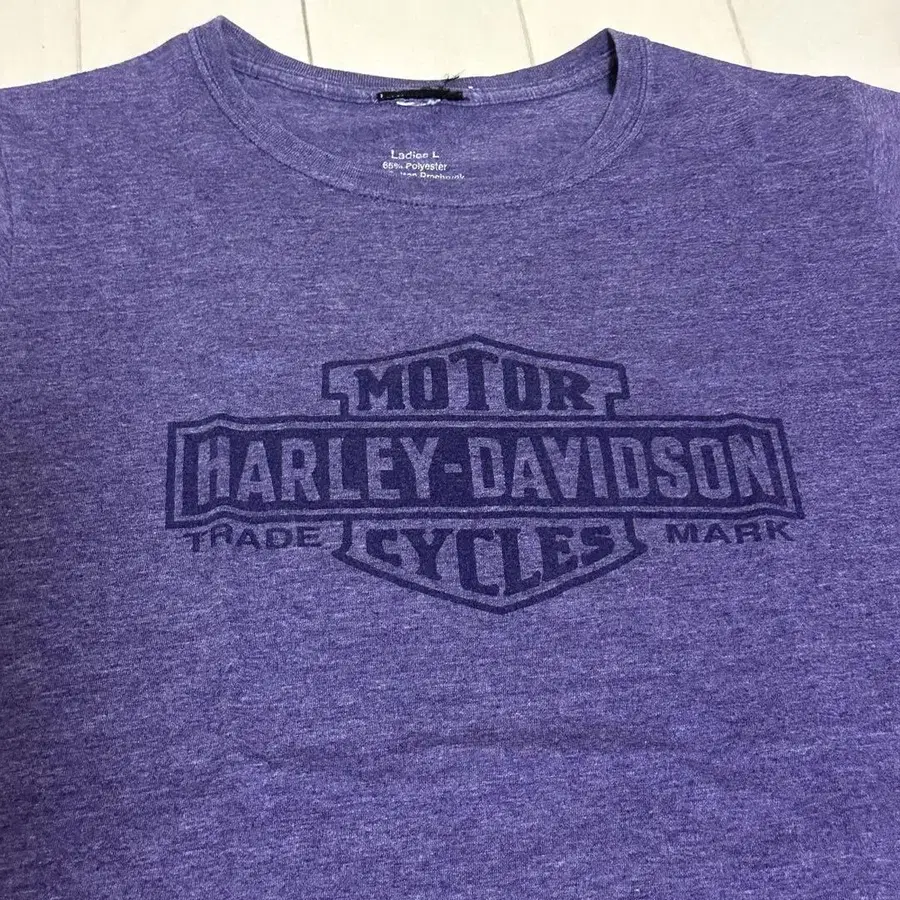 Ladies L
65% Polyester
MOTOR
HARLEY-DAVIDSON
TRADE MARK
CYCLES